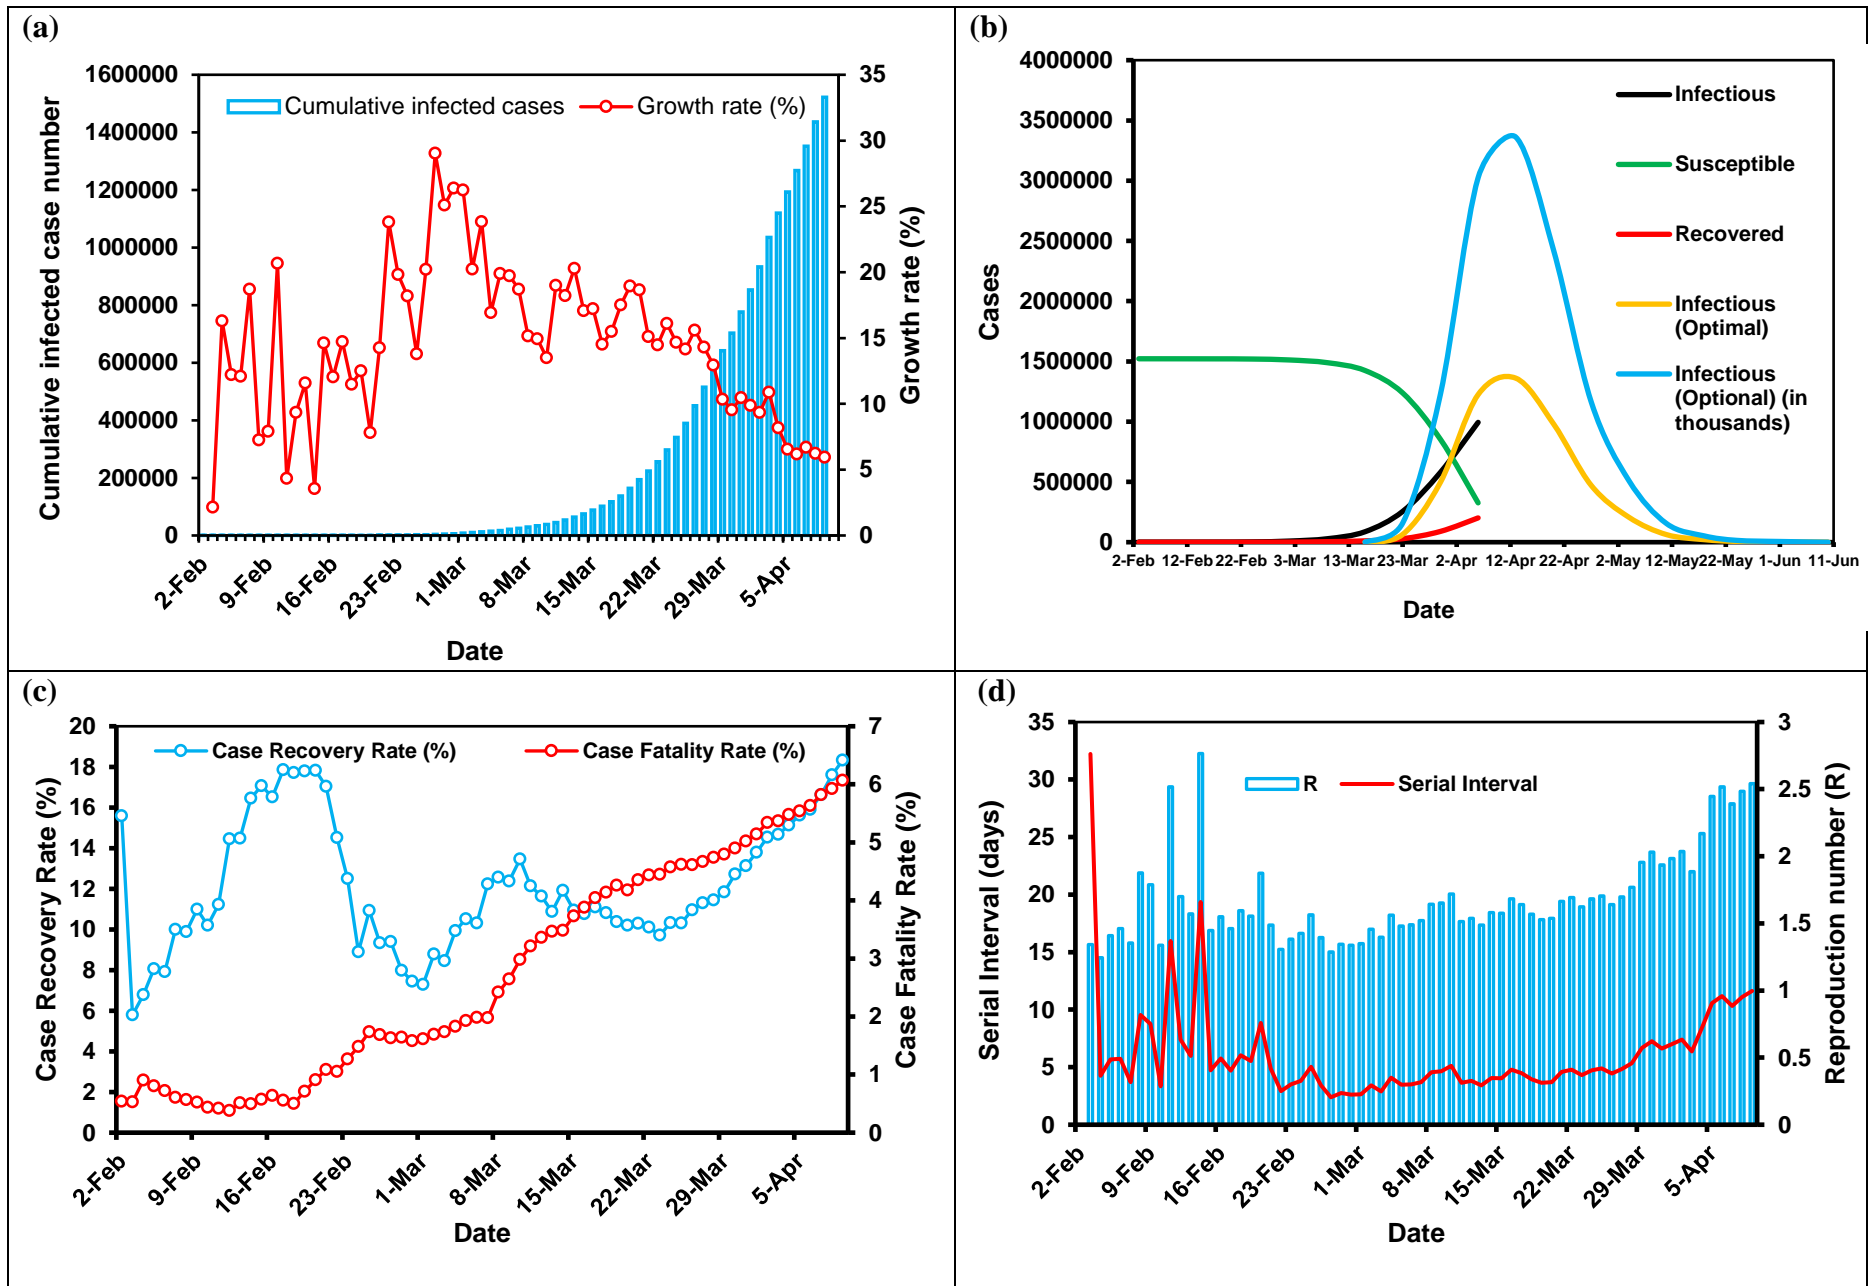 (a)
Cumulative infected case number
1600000
1400000
1200000
1000000
800000
600000
400000
200000
0
Cumulative infected cases
Growth rate (%)
35
30
25
20
15
10
5
0
Growth rate (%)
2-Feb
9-Feb
16-Feb
23-Feb
1-Mar
8-Mar
15-Mar
22-Mar
29-Mar
5-Apr
Date
(b)
Cases
4000000
3500000
3000000
2500000
2000000
1500000
1000000
500000
0
Infectious
Susceptible
Recovered
Infectious
(Optimal)
Infectious
(Optional) (in
thousands)
2-Feb 12-Feb 22-Feb 3-Mar 13-Mar 23-Mar 2-Apr 12-Apr 22-Apr 2-May 12-May 22-May 1-Jun 11-Jun
Date
(c)
Case Recovery Rate (%)
20
18
16
14
12
10
8
6
4
2
0
Case Recovery Rate (%)
Case Fatality Rate (%)
7
6
5
4
3
2
1
0
Case Fatality Rate (%)
2-Feb
9-Feb
16-Feb
23-Feb
1-Mar
8-Mar
15-Mar
22-Mar
29-Mar
5-Apr
Date
(d)
Serial Interval (days)
35
30
25
20
15
10
5
0
R
Serial Interval
3
2.5
2
1.5
1
0.5
0
Reproduction number (R)
2-Feb
9-Feb
16-Feb
23-Feb
1-Mar
8-Mar
15-Mar
22-Mar
29-Mar
5-Apr
Date